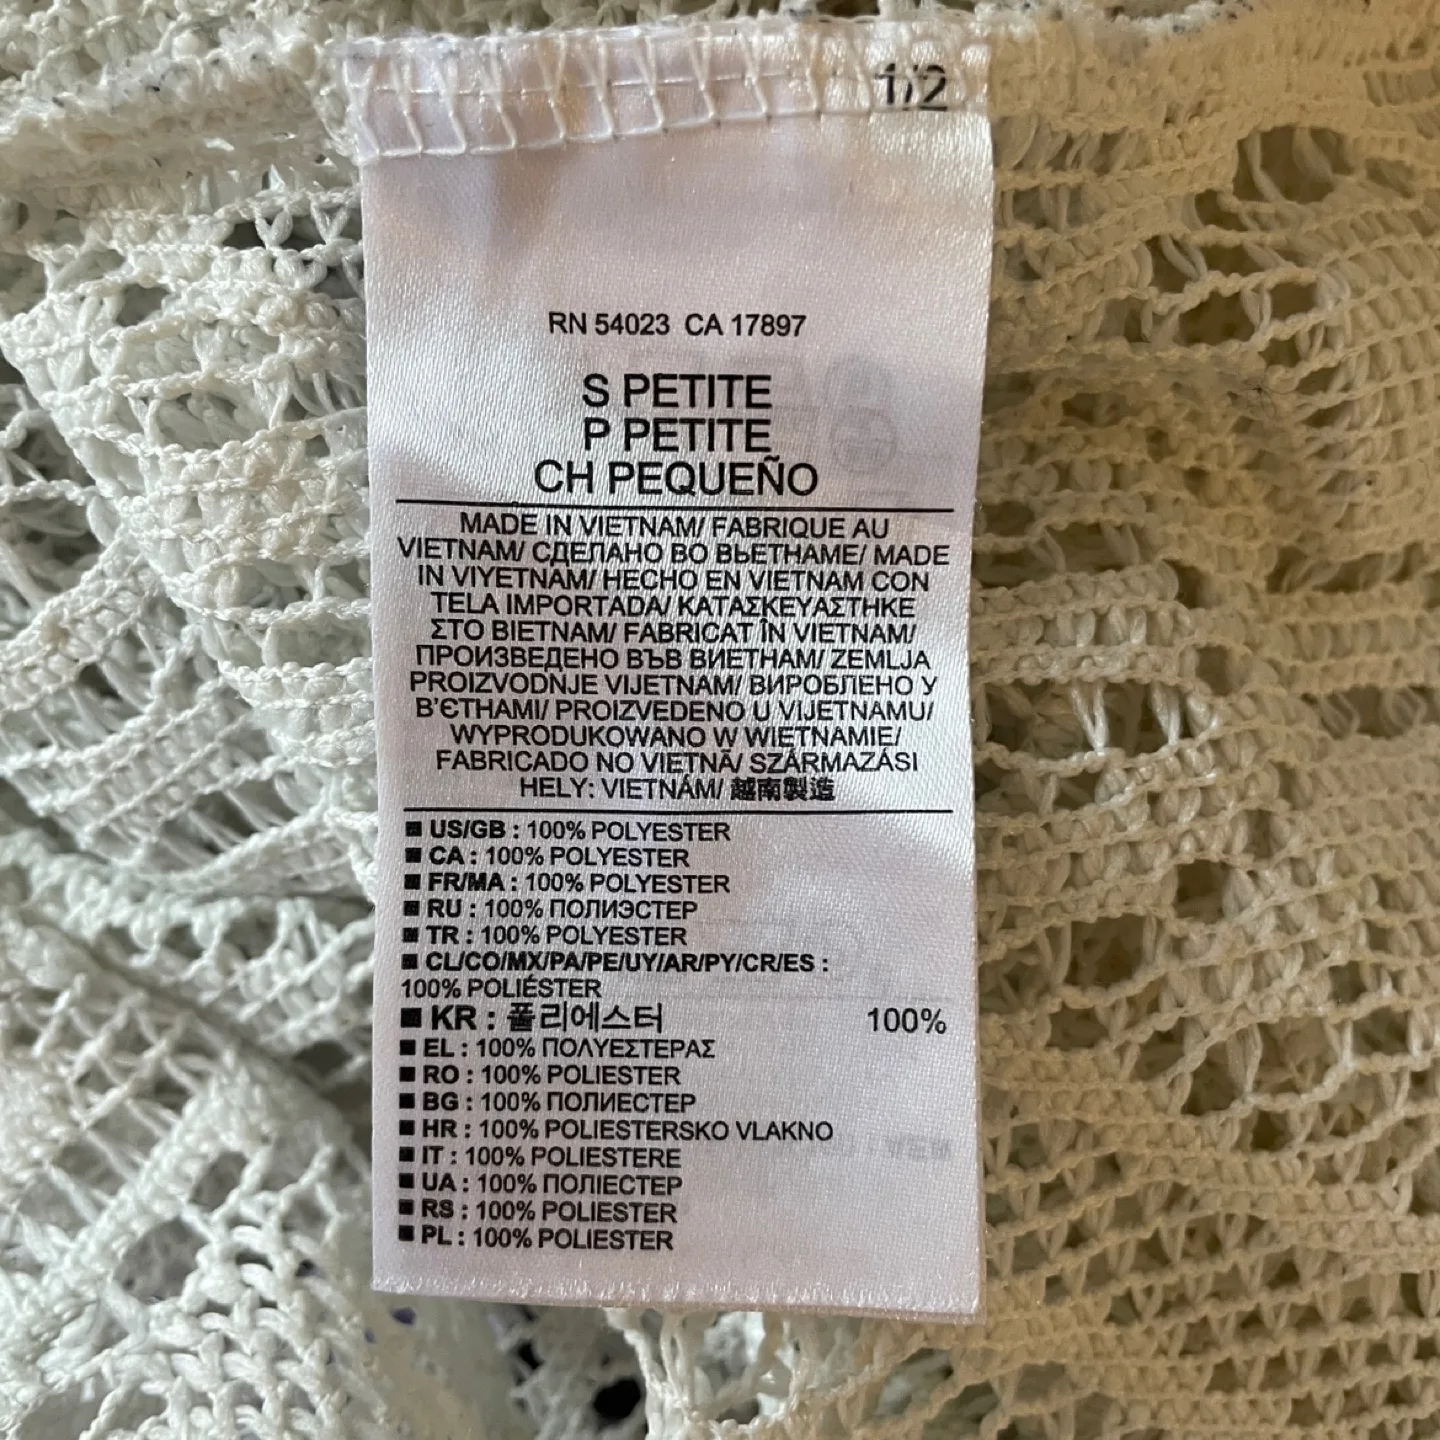 1/2
RN 54023 CA 17897
S PETITE
P PETITE
CH PEQUEÑO
MADE IN VIETNAM/ FABRIQUE AU
VIETNAM/ СДЕЛАНО ВО ВЬЕТНАМЕ/ MADE
IN VIYETNAM/ HECHO EN VIETNAM CON
TELA IMPORTADA/ ΚΑΤΑΣΚΕΥΑΣΤΗΚΕ
ΣΤΟ ΒΙΕΤΝΑΜ/ FABRICAT ÎN VIETNAM/
ПРОИЗВЕДЕНО ВЪВ ВИЕТНАМ/ ZEMLJA
PROIZVODNJE VIJETNAM/ ВИРОБЛЕНО У
В'ЄТНАМІ/ PROIZVEDENO U VIJETNAMU/
WYPRODUKOWANO W WIETNAMIE/
FABRICADO NO VIETNÃ/ SZÁRMAZÁSI
HELY: VIETNÁM/ 越南製造
■ US/GB : 100% POLYESTER
■ CA : 100% POLYESTER
■ FR/MA : 100% POLYESTER
■ RU : 100% ПОЛИЭСТЕР
■ TR : 100% POLYESTER
■ CL/CO/MX/PA/PE/UY/AR/PY/CR/ES :
100% POLIÉSTER
■ KR : 폴리에스터 100%
■ EL : 100% ΠΟΛΥΕΣΤΕΡΑΣ
■ RO : 100% POLIESTER
■ BG : 100% ПОЛИЕСТЕР
■ HR : 100% POLIESTERSKO VLAKNO
■ IT : 100% POLIESTERE
■ UA : 100% ПОЛІЕСТЕР
■ RS : 100% POLIESTER
■ PL : 100% POLIESTER